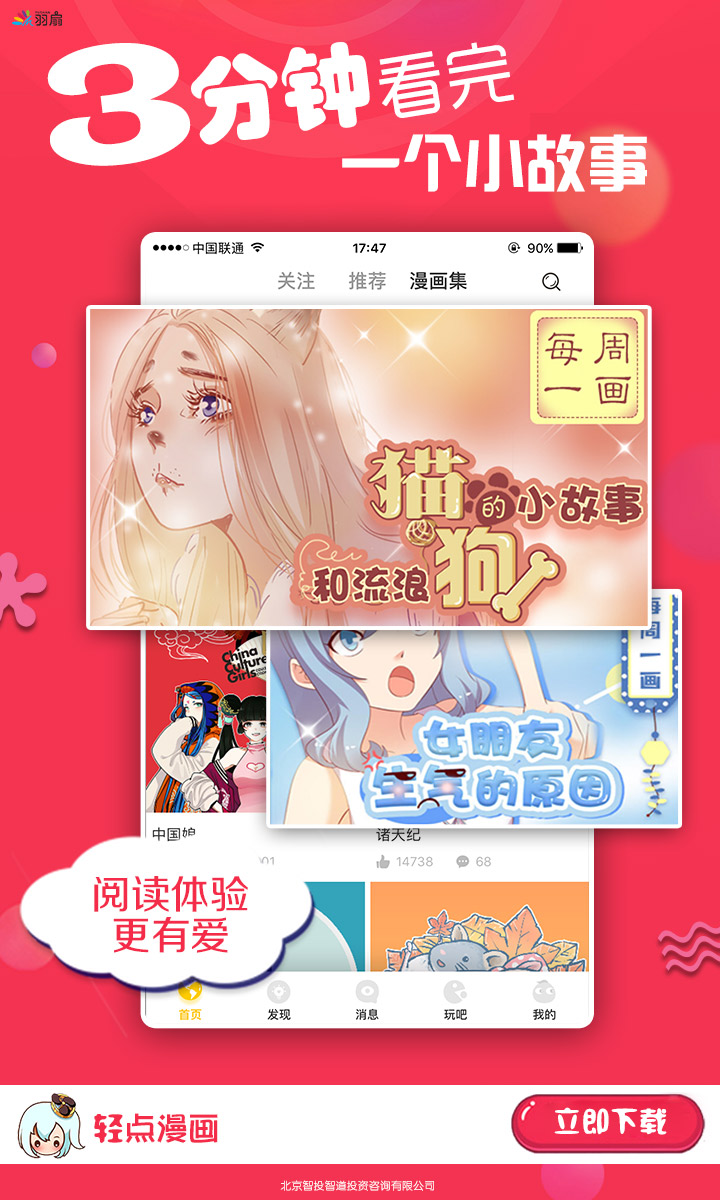 羽扇
3分钟看完
一个小故事
中国联通
17:47
90%
关注 推荐 漫画集
每周
一画
猫的小故事
和流浪狗
China
Culture
Girls
每周一画
女朋友
生气的原因
中国娘
诸天纪
001
14738 68
阅读体验
更有爱
首页 发现 消息 玩吧 我的
轻点漫画
立即下载
北京智投智道投资咨询有限公司